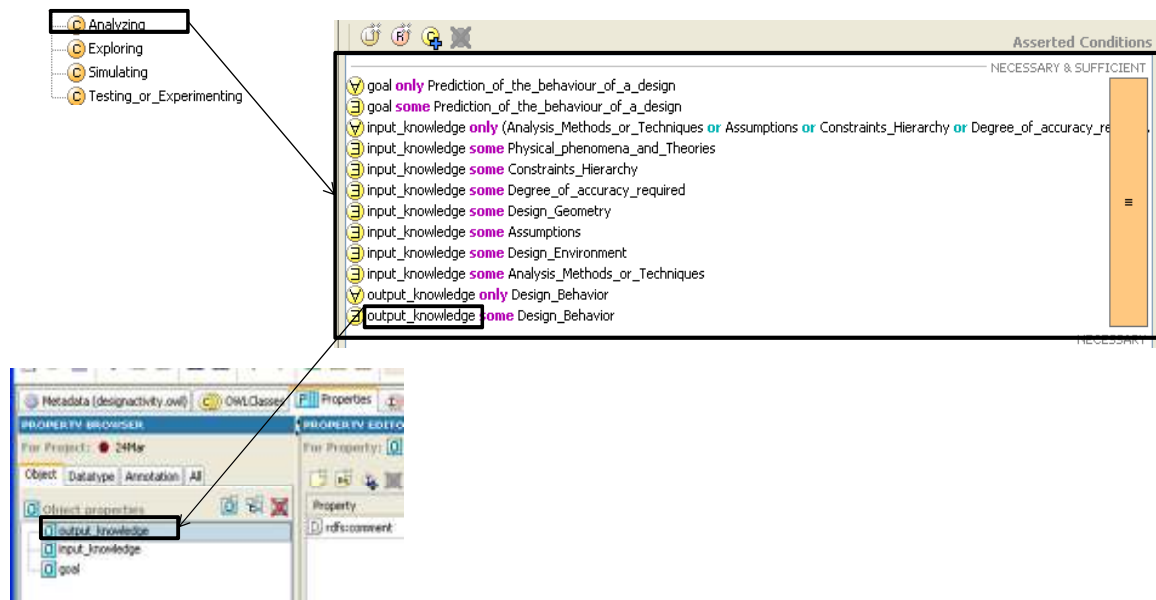 Analyzing
Exploring
Simulating
Testing_or_Experimenting
Asserted Conditions
NECESSARY & SUFFICIENT
goal only Prediction_of_the_behaviour_of_a_design
goal some Prediction_of_the_behaviour_of_a_design
input_knowledge only (Analysis_Methods_or_Techniques or Assumptions or Constraints_Hierarchy or Degree_of_accuracy_re
input_knowledge some Physical_phenomena_and_Theories
input_knowledge some Constraints_Hierarchy
input_knowledge some Degree_of_accuracy_required
input_knowledge some Design_Geometry
input_knowledge some Assumptions
input_knowledge some Design_Environment
input_knowledge some Analysis_Methods_or_Techniques
output_knowledge only Design_Behavior
output_knowledge some Design_Behavior
NECESSARY
Metadata (designactivity.owl) OWLClasses Properties
PROPERTY BROWSER PROPERTY EDITO
For Project: 24Mar For Property:
Object Datatype Annotation All
Object properties Property
output_knowledge rdfs:comment
input_knowledge
goal